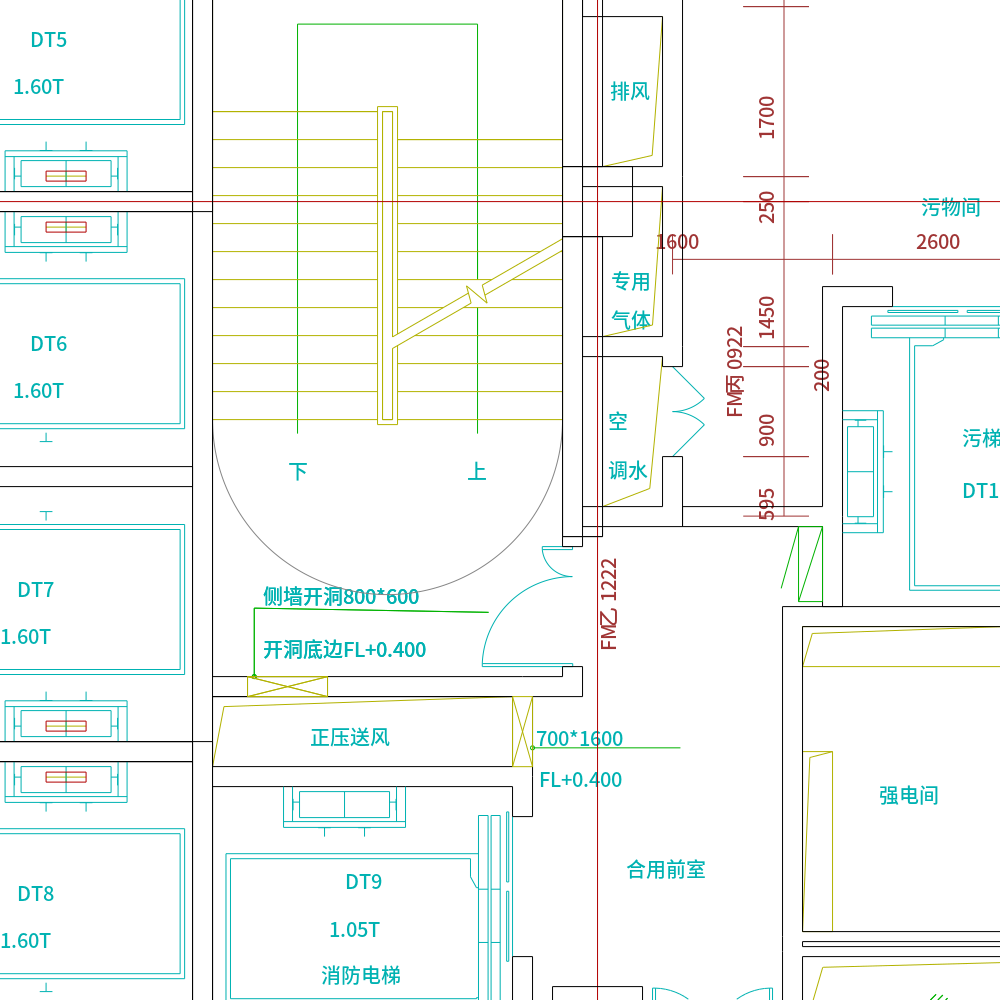 DT5
1.60T
DT6
1.60T
DT7
1.60T
DT8
1.60T
下
上
侧墙开洞800*600
开洞底边FL+0.400
正压送风
700*1600
FL+0.400
DT9
1.05T
消防电梯
合用前室
FM乙 1222
排风
专用
气体
空
调水
FM丙 0922
1700
250
1600
2600
1450
200
900
595
污物间
污梯
DT1
强电间